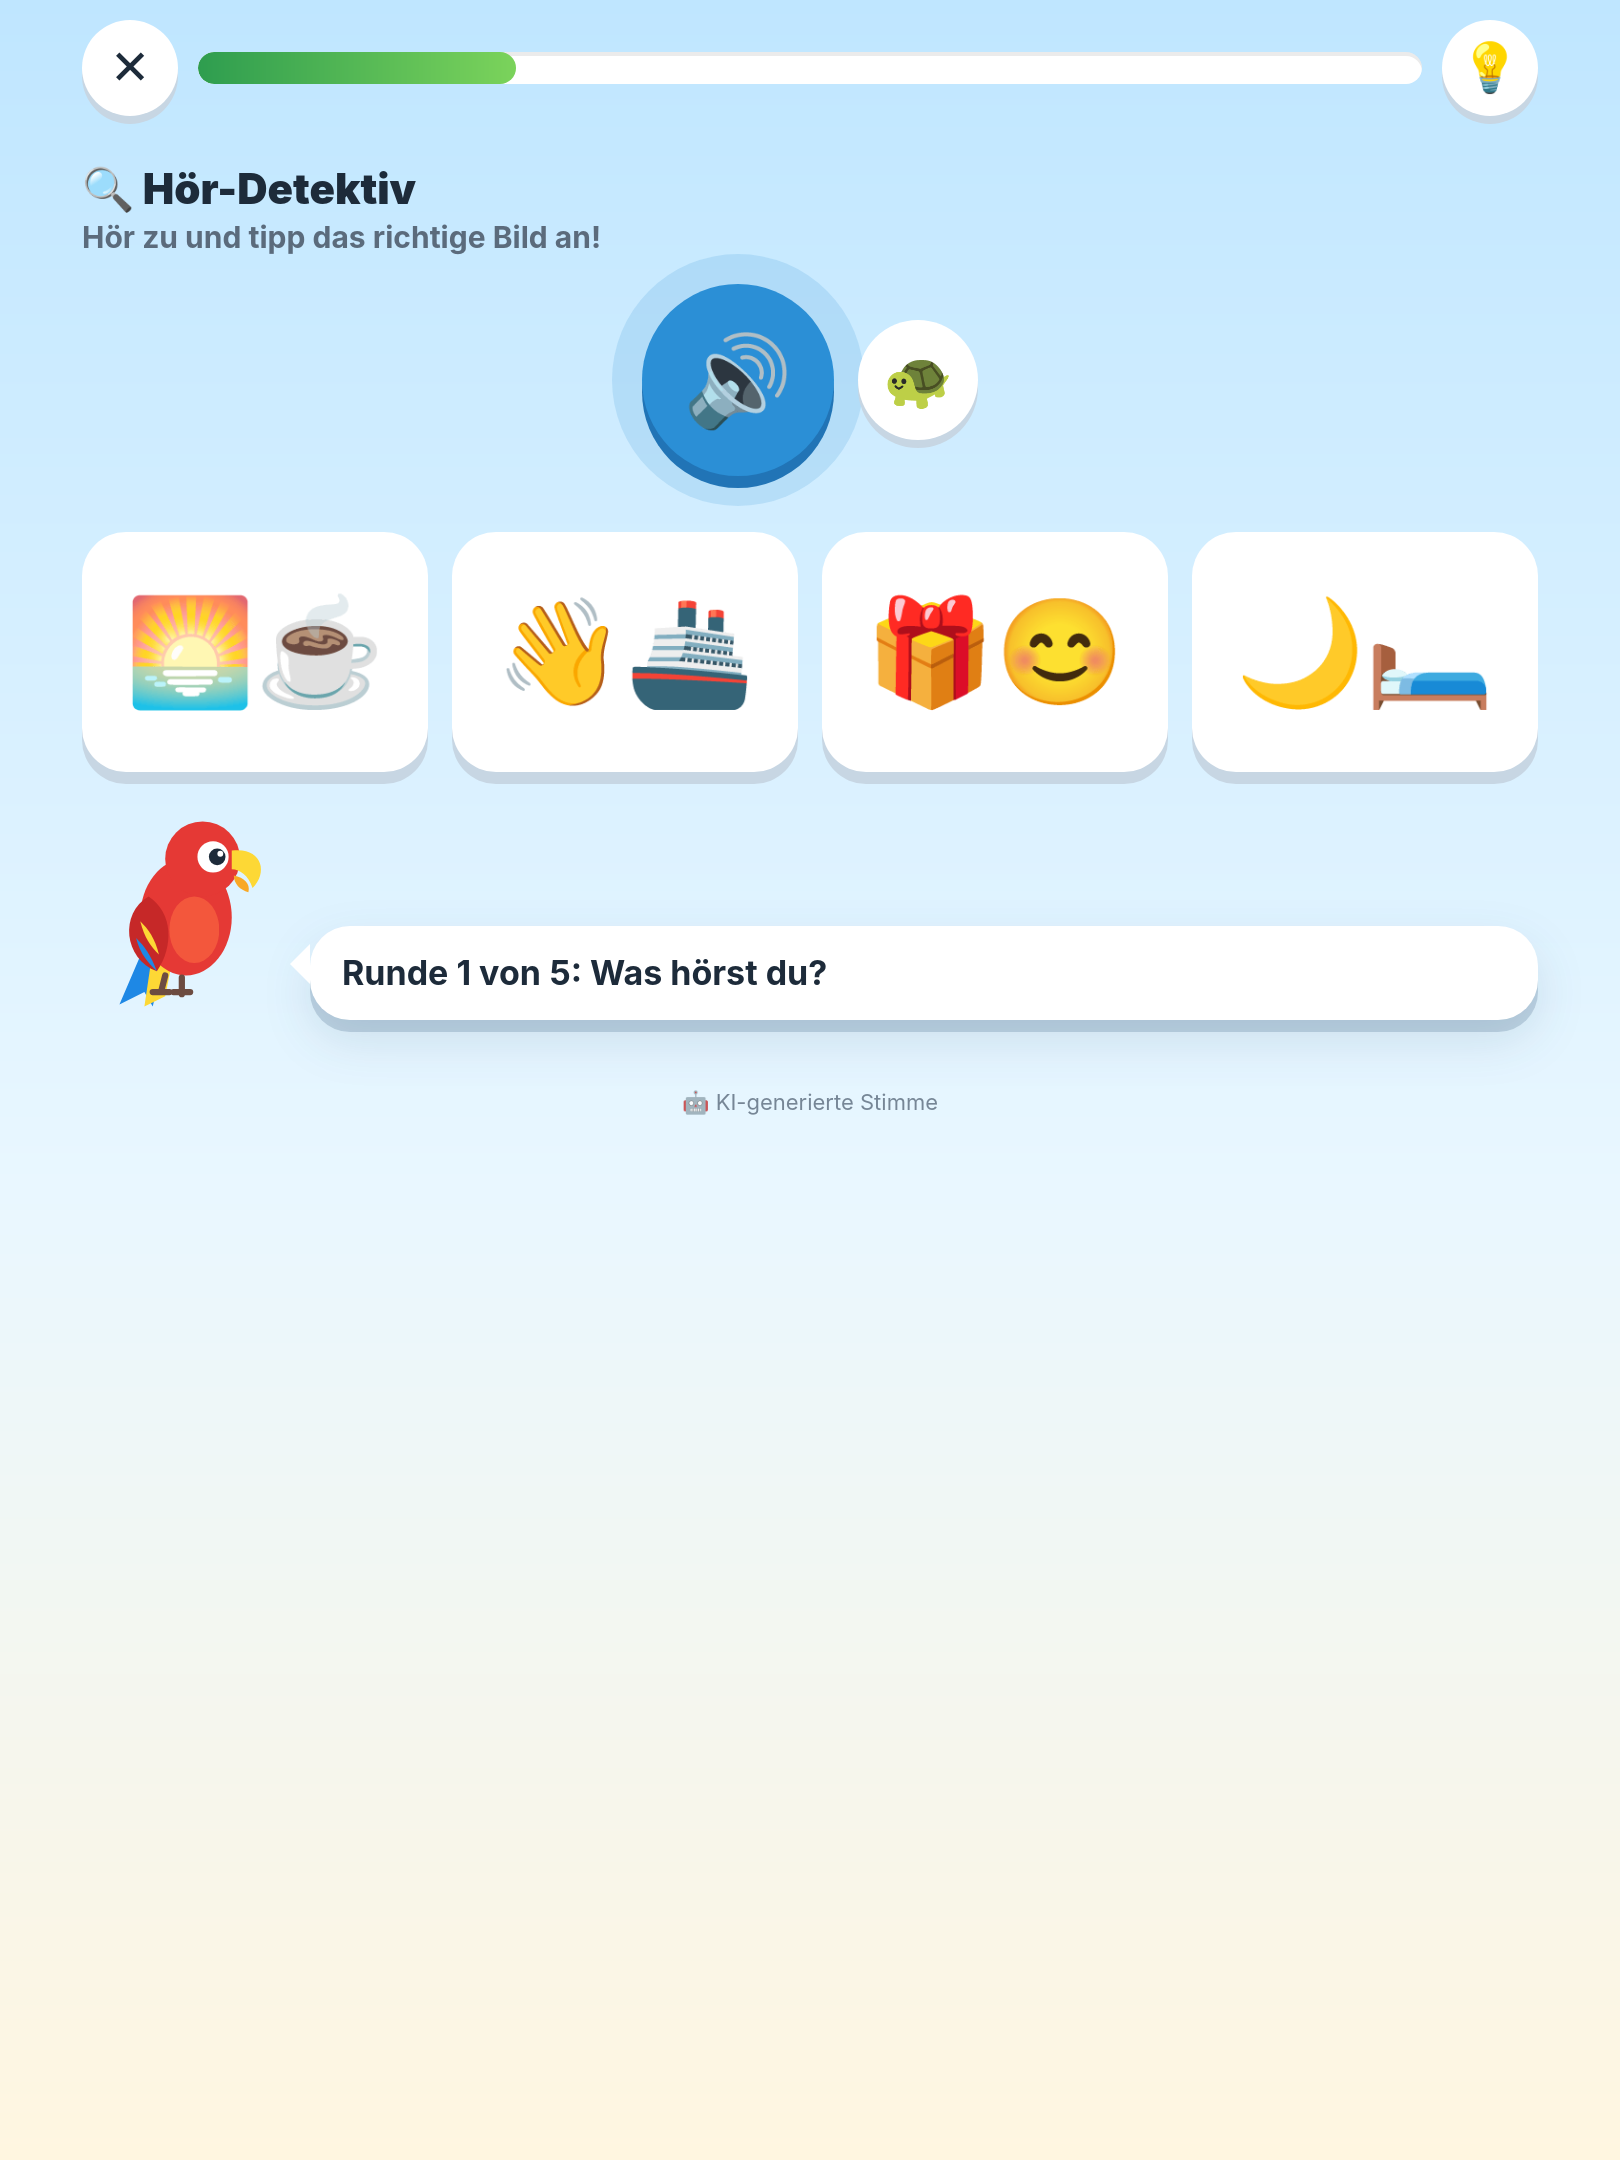 Hör-Detektiv
Hör zu und tipp das richtige Bild an!
Runde 1 von 5: Was hörst du?
KI-generierte Stimme